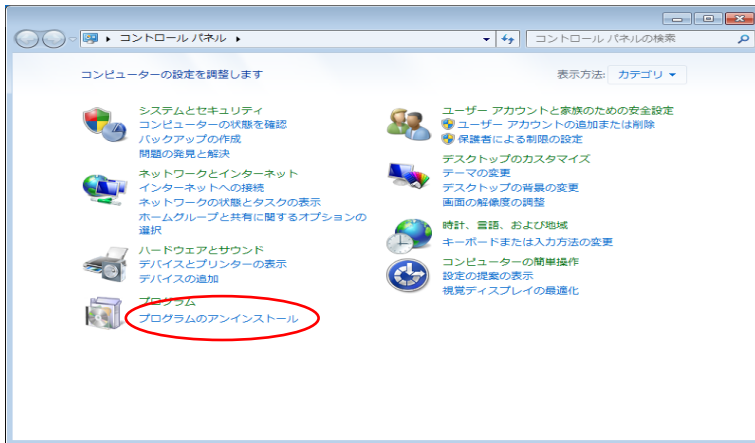 コントロール パネル
コントロール パネルの検索
コンピューターの設定を調整します
表示方法: カテゴリ
システムとセキュリティ
コンピューターの状態を確認
バックアップの作成
問題の発見と解決
ネットワークとインターネット
インターネットへの接続
ネットワークの状態とタスクの表示
ホームグループと共有に関するオプションの
選択
ハードウェアとサウンド
デバイスとプリンターの表示
デバイスの追加
プログラム
プログラムのアンインストール
ユーザー アカウントと家族のための安全設定
ユーザー アカウントの追加または削除
保護者による制限の設定
デスクトップのカスタマイズ
テーマの変更
デスクトップの背景の変更
画面の解像度の調整
時計、言語、および地域
キーボードまたは入力方法の変更
コンピューターの簡単操作
設定の提案の表示
視覚ディスプレイの最適化